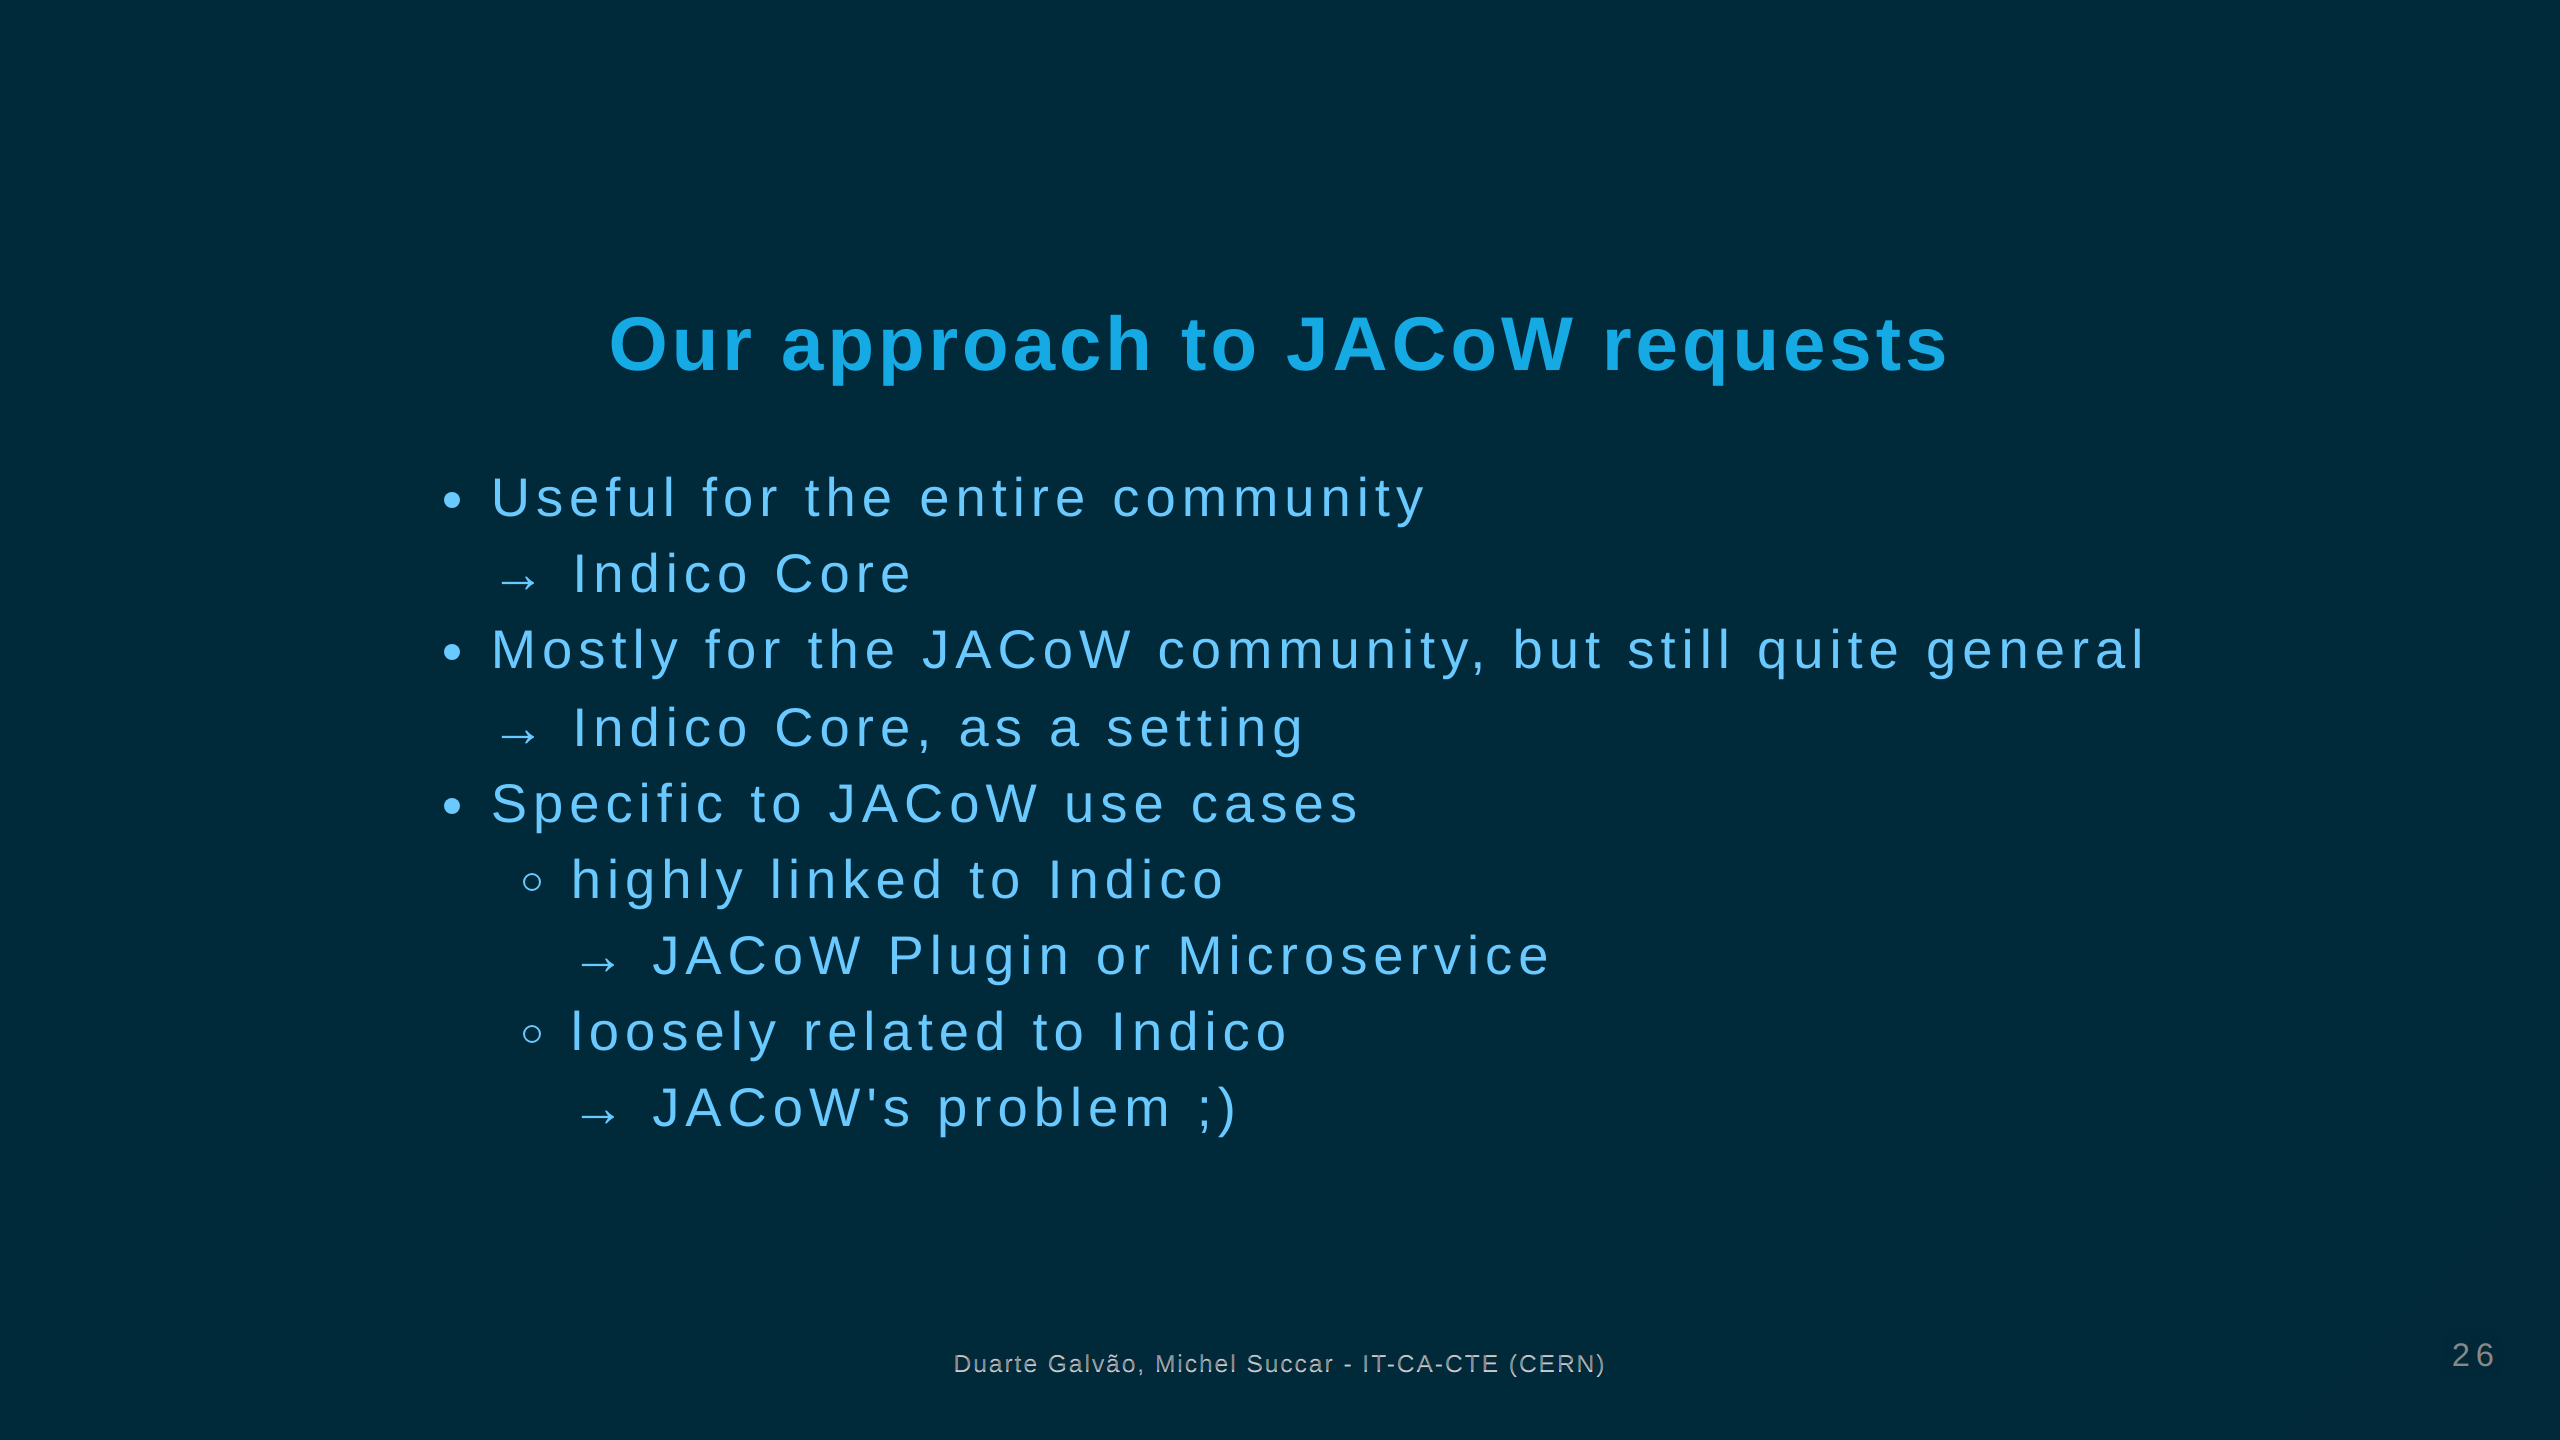 Our approach to JACoW requests
• Useful for the entire community
→ Indico Core
• Mostly for the JACoW community, but still quite general
→ Indico Core, as a setting
• Specific to JACoW use cases
◦ highly linked to Indico
→ JACoW Plugin or Microservice
◦ loosely related to Indico
→ JACoW's problem ;)
Duarte Galvão, Michel Succar - IT-CA-CTE (CERN)
26